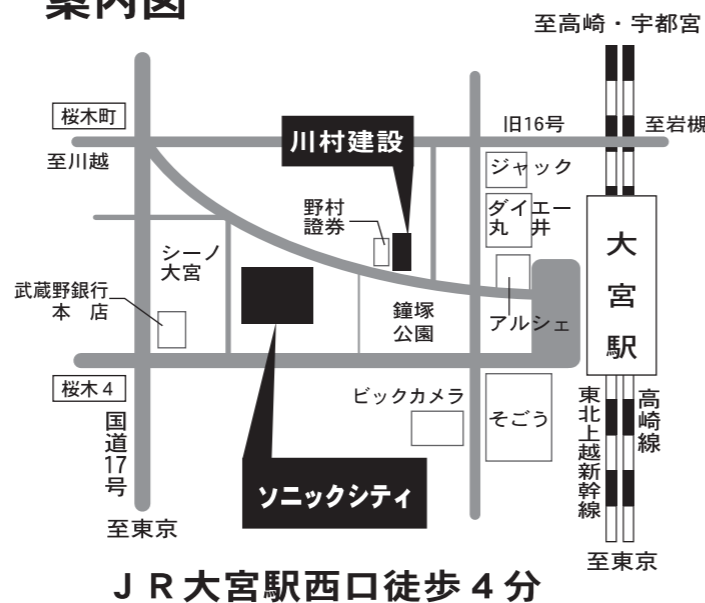 案内図
至高崎・宇都宮
桜木町
川村建設
旧16号
至岩槻
至川越
ジャック
野村
證券
ダイエー
丸井
シーノ
大宮
大宮駅
武蔵野銀行
本店
鐘塚
公園
アルシェ
桜木4
ビックカメラ
そごう
国道17号
東北上越新幹線
高崎線
ソニックシティ
至東京
至東京
JR大宮駅西口徒歩4分